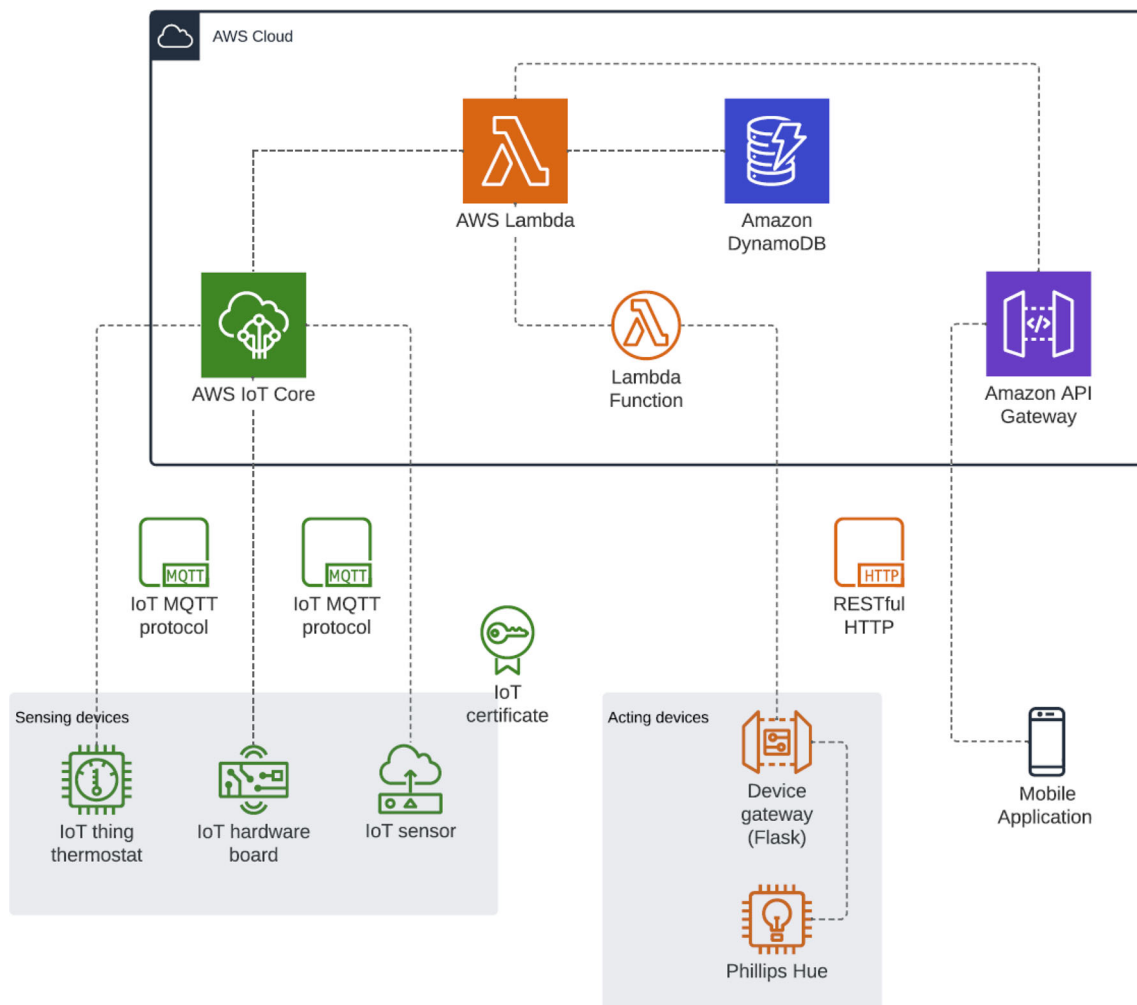 AWS Cloud
AWS Lambda
Amazon
DynamoDB
AWS IoT Core
Lambda
Function
</>
Amazon API
Gateway
MQTT
IoT MQTT
protocol
MQTT
IoT MQTT
protocol
HTTP
RESTful
HTTP
IoT
certificate
Sensing devices
IoT thing
thermostat
IoT hardware
board
IoT sensor
Acting devices
Device
gateway
(Flask)
Phillips Hue
Mobile
Application